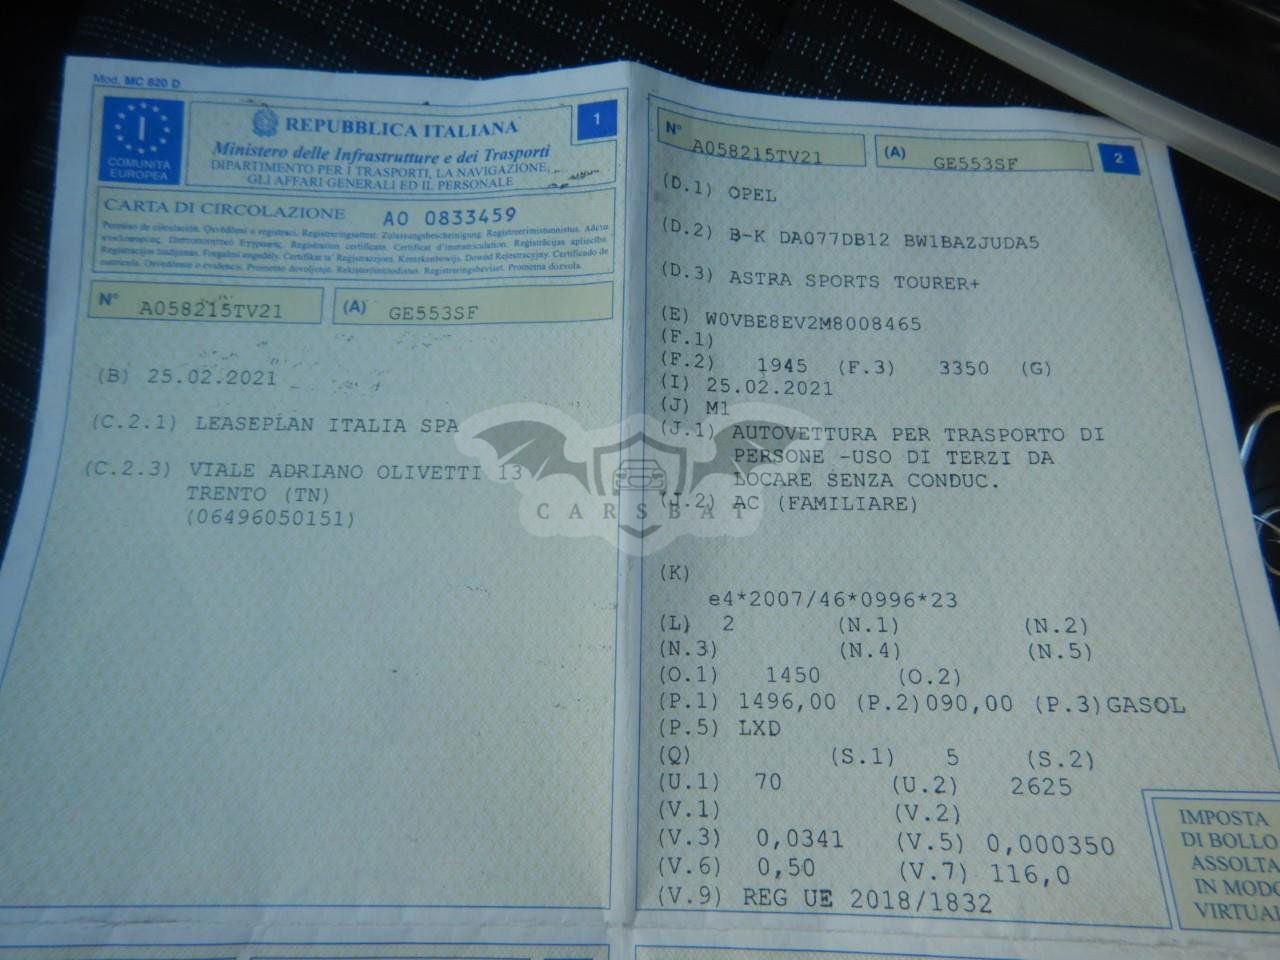 Mod. MC 820 D
I
COMUNITÀ
EUROPEA
REPUBBLICA ITALIANA
1
Ministero delle Infrastrutture e dei Trasporti
DIPARTIMENTO PER I TRASPORTI, LA NAVIGAZIONE,
GLI AFFARI GENERALI ED IL PERSONALE
CARTA DI CIRCOLAZIONE AO 0833459
N° A058215TV21 (A) GE553SF
(B) 25.02.2021
(C.2.1) LEASEPLAN ITALIA SPA
(C.2.3) VIALE ADRIANO OLIVETTI 13
TRENTO (TN)
(06496050151)
N° A058215TV21 (A) GE553SF
2
(D.1) OPEL
(D.2) B-K DA077DB12 BW1BAZJUDA5
(D.3) ASTRA SPORTS TOURER+
(E) W0VBE8EV2M8008465
(F.1)
(F.2) 1945 (F.3) 3350 (G)
(I) 25.02.2021
(J) M1
(J.1) AUTOVETTURA PER TRASPORTO DI
PERSONE -USO DI TERZI DA
LOCARE SENZA CONDUC.
(J.2) AC (FAMILIARE)
CARSBAT
(K)
e4*2007/46*0996*23
(L) 2 (N.1) (N.2)
(N.3) (N.4) (N.5)
(O.1) 1450 (O.2)
(P.1) 1496,00 (P.2)090,00 (P.3)GASOL
(P.5) LXD
(Q) (S.1) 5 (S.2)
(U.1) 70 (U.2) 2625
(V.1) (V.2)
(V.3) 0,0341 (V.5) 0,000350
(V.6) 0,50 (V.7) 116,0
(V.9) REG UE 2018/1832
IMPOSTA
DI BOLLO
ASSOLTA
IN MODO
VIRTUAL